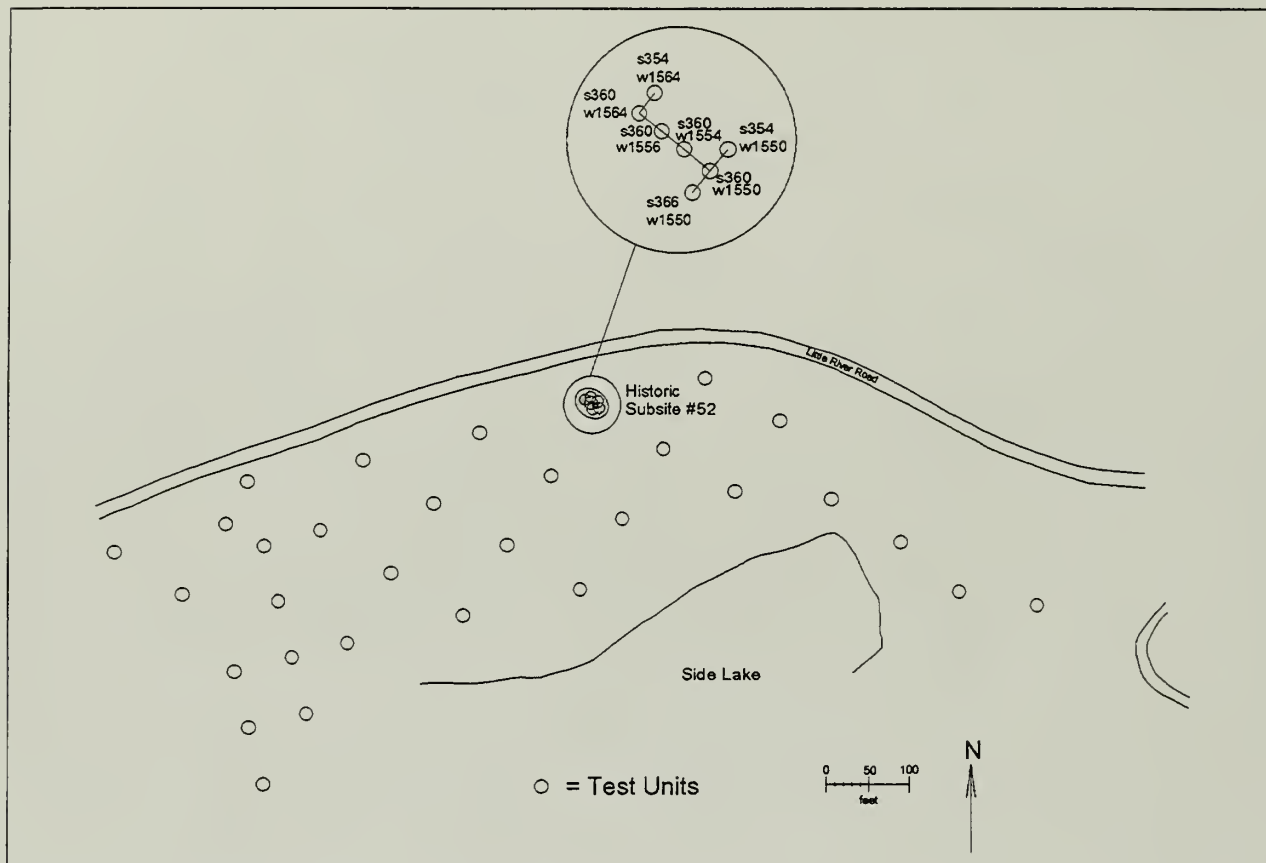 s354
w1564
s360
w1564
s360
w1556
s360
w1554
s354
w1550
s360
w1550
s366
w1550
Little River Road
Historic
Subsite #52
Side Lake
N
0 50 100
feet
= Test Units